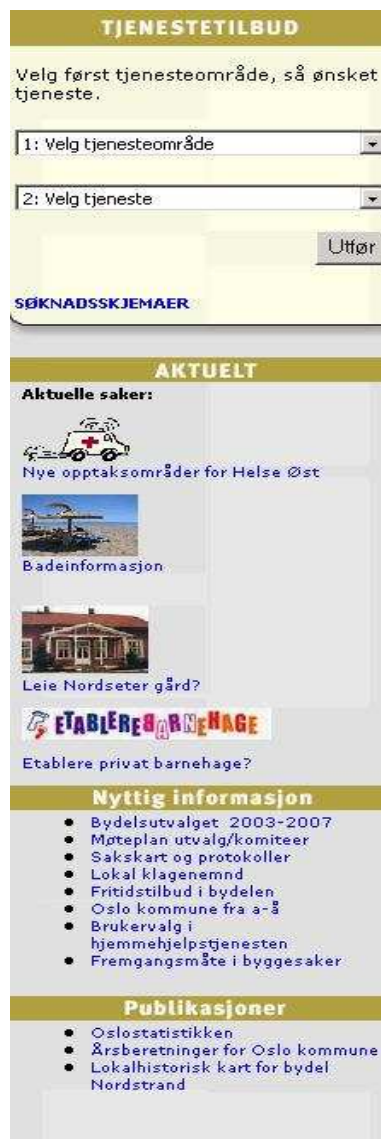 TJENESTETILBUD
Velg først tjenesteområde, så ønsket
tjeneste.
1: Velg tjenesteområde
2: Velg tjeneste
Utfør
SØKNADSSKJEMAER
AKTUELT
Aktuelle saker:
Nye opptaksområder for Helse Øst
Badeinformasjon
Leie Nordseter gård?
ETABLEREBARNEHAGE
Etablere privat barnehage?
Nyttig informasjon
Bydelsutvalget 2003-2007
Møteplan utvalg/komiteer
Sakskart og protokoller
Lokal klagenemnd
Fritidstilbud i bydelen
Oslo kommune fra a-å
Brukervalg i
hjemmehjelpstjenesten
Fremgangsmåte i byggesaker
Publikasjoner
Oslostatistikken
Årsberetninger for Oslo kommune
Lokalhistorisk kart for bydel
Nordstrand